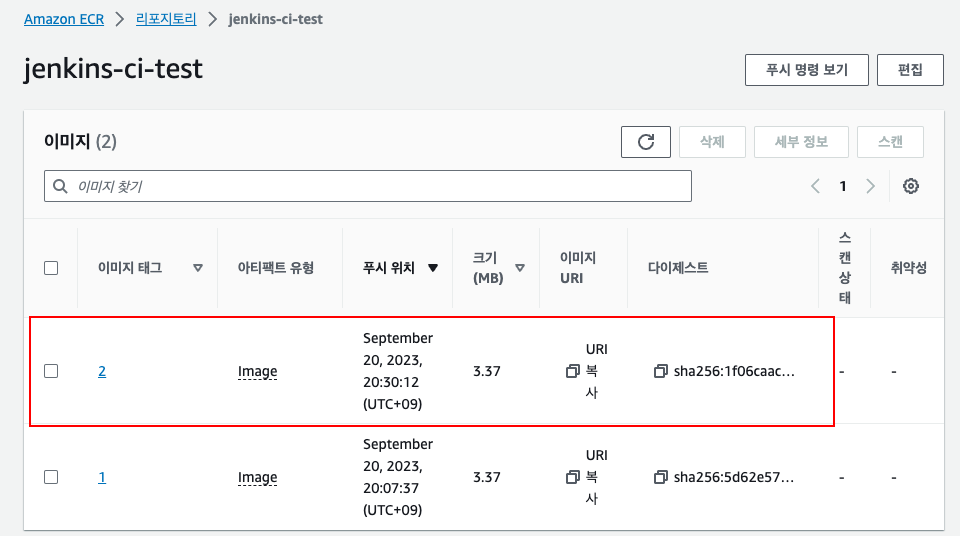 Amazon ECR > 리포지토리 > jenkins-ci-test
jenkins-ci-test
푸시 명령 보기
편집
이미지 (2)
삭제
세부 정보
스캔
이미지 찾기
1
이미지 태그
아티팩트 유형
푸시 위치
크기
(MB)
이미지
URI
다이제스트
스
캔
상
태
취약성
2
Image
September
20, 2023,
20:30:12
(UTC+09)
3.37
URI
복
사
sha256:1f06caac...
-
-
1
Image
September
20, 2023,
20:07:37
(UTC+09)
3.37
URI
복
사
sha256:5d62e57...
-
-